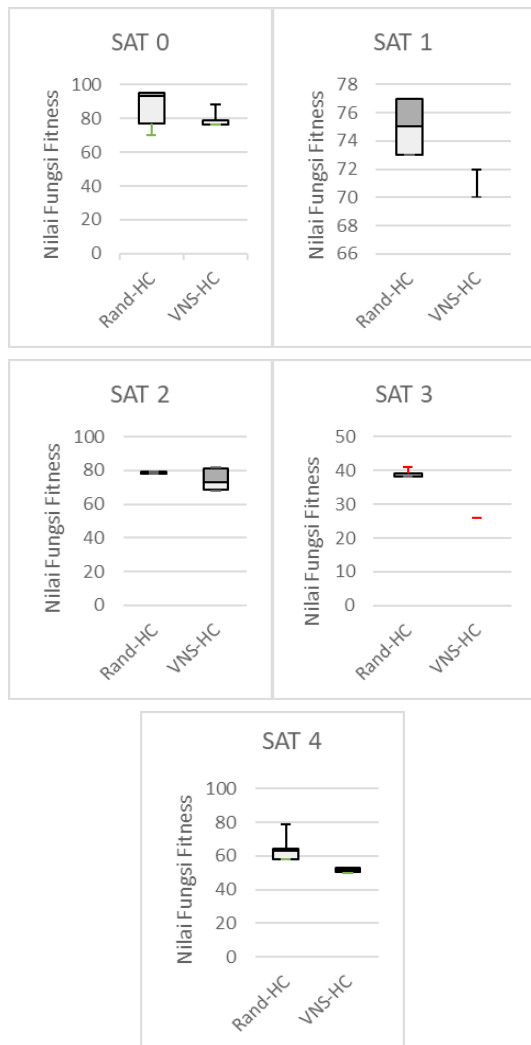 SAT 0
Nilai Fungsi Fitness
100
80
60
40
20
0
Rand-HC
VNS-HC
SAT 1
Nilai Fungsi Fitness
78
76
74
72
70
68
66
Rand-HC
VNS-HC
SAT 2
Nilai Fungsi Fitness
100
80
60
40
20
0
Rand-HC
VNS-HC
SAT 3
Nilai Fungsi Fitness
50
40
30
20
10
0
Rand-HC
VNS-HC
SAT 4
Nilai Fungsi Fitness
100
80
60
40
20
0
Rand-HC
VNS-HC